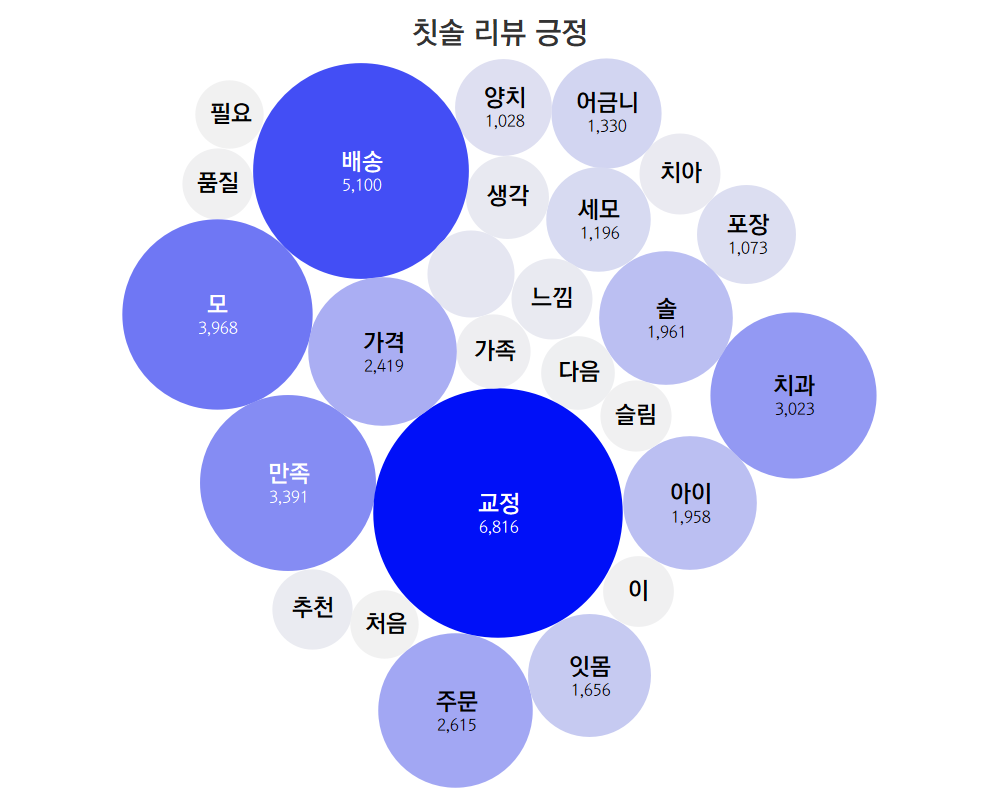 칫솔 리뷰 긍정
필요
품질
배송
5,100
양치
1,028
어금니
1,330
생각
세모
1,196
치아
포장
1,073
모
3,968
가격
2,419
느낌
솔
1,961
가족
다음
슬림
치과
3,023
만족
3,391
교정
6,816
아이
1,958
추천
처음
이
주문
2,615
잇몸
1,656